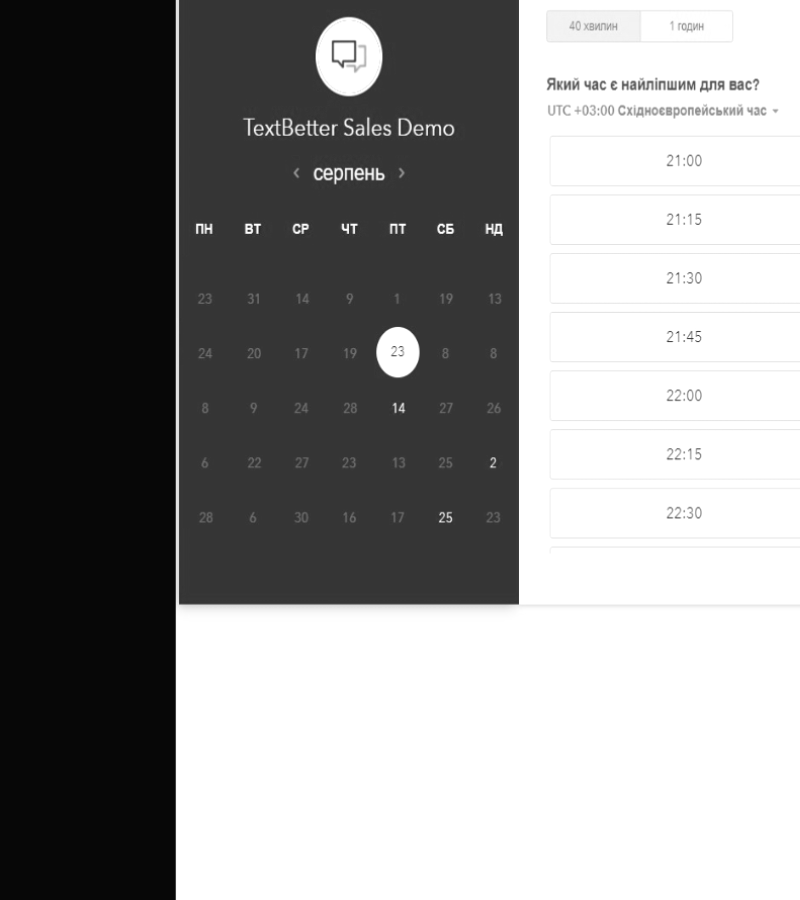 TextBetter Sales Demo
‹ серпень ›
ПН ВТ СР ЧТ ПТ СБ НД
23 31 14 9 1 19 13
24 20 17 19 23 8 8
8 9 24 28 14 27 26
6 22 27 23 13 25 2
28 6 30 16 17 25 23
40 хвилин 1 годин
Який час є найліпшим для вас?
UTC +03:00 Східноєвропейський час
21:00
21:15
21:30
21:45
22:00
22:15
22:30